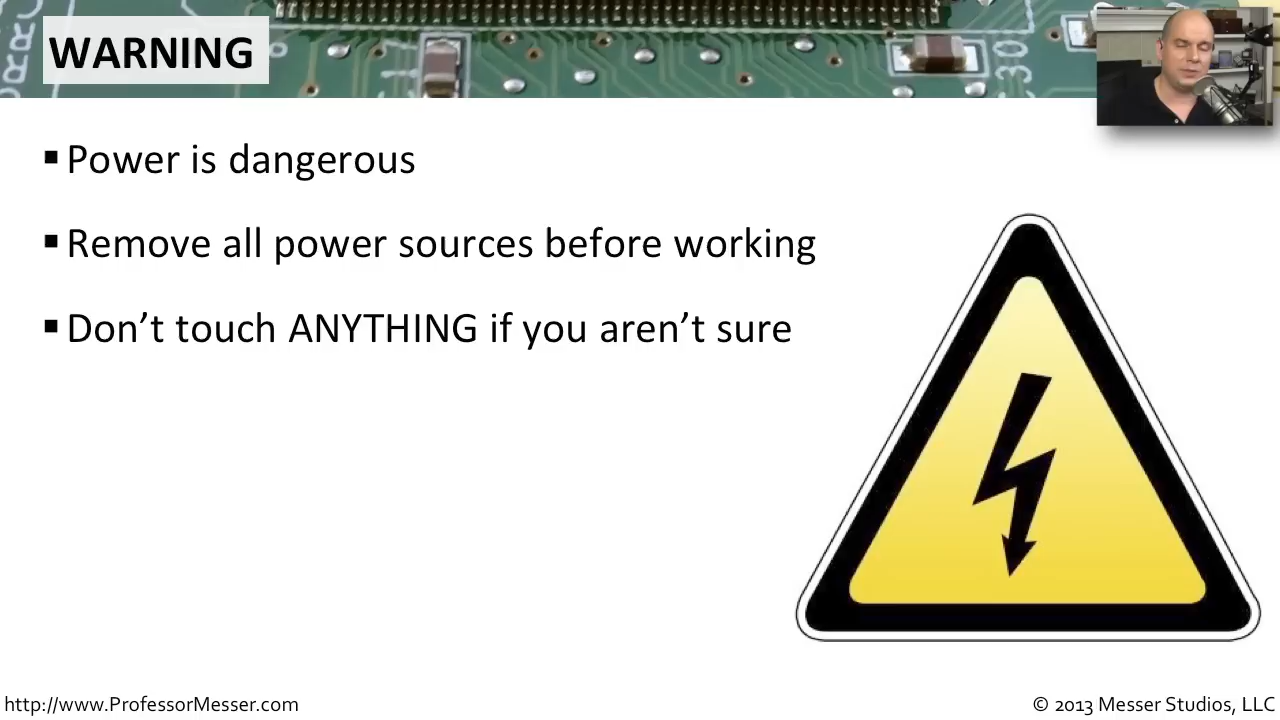 WARNING
30
▪ Power is dangerous
▪ Remove all power sources before working
▪ Don’t touch ANYTHING if you aren’t sure
http://www.ProfessorMesser.com
© 2013 Messer Studios, LLC